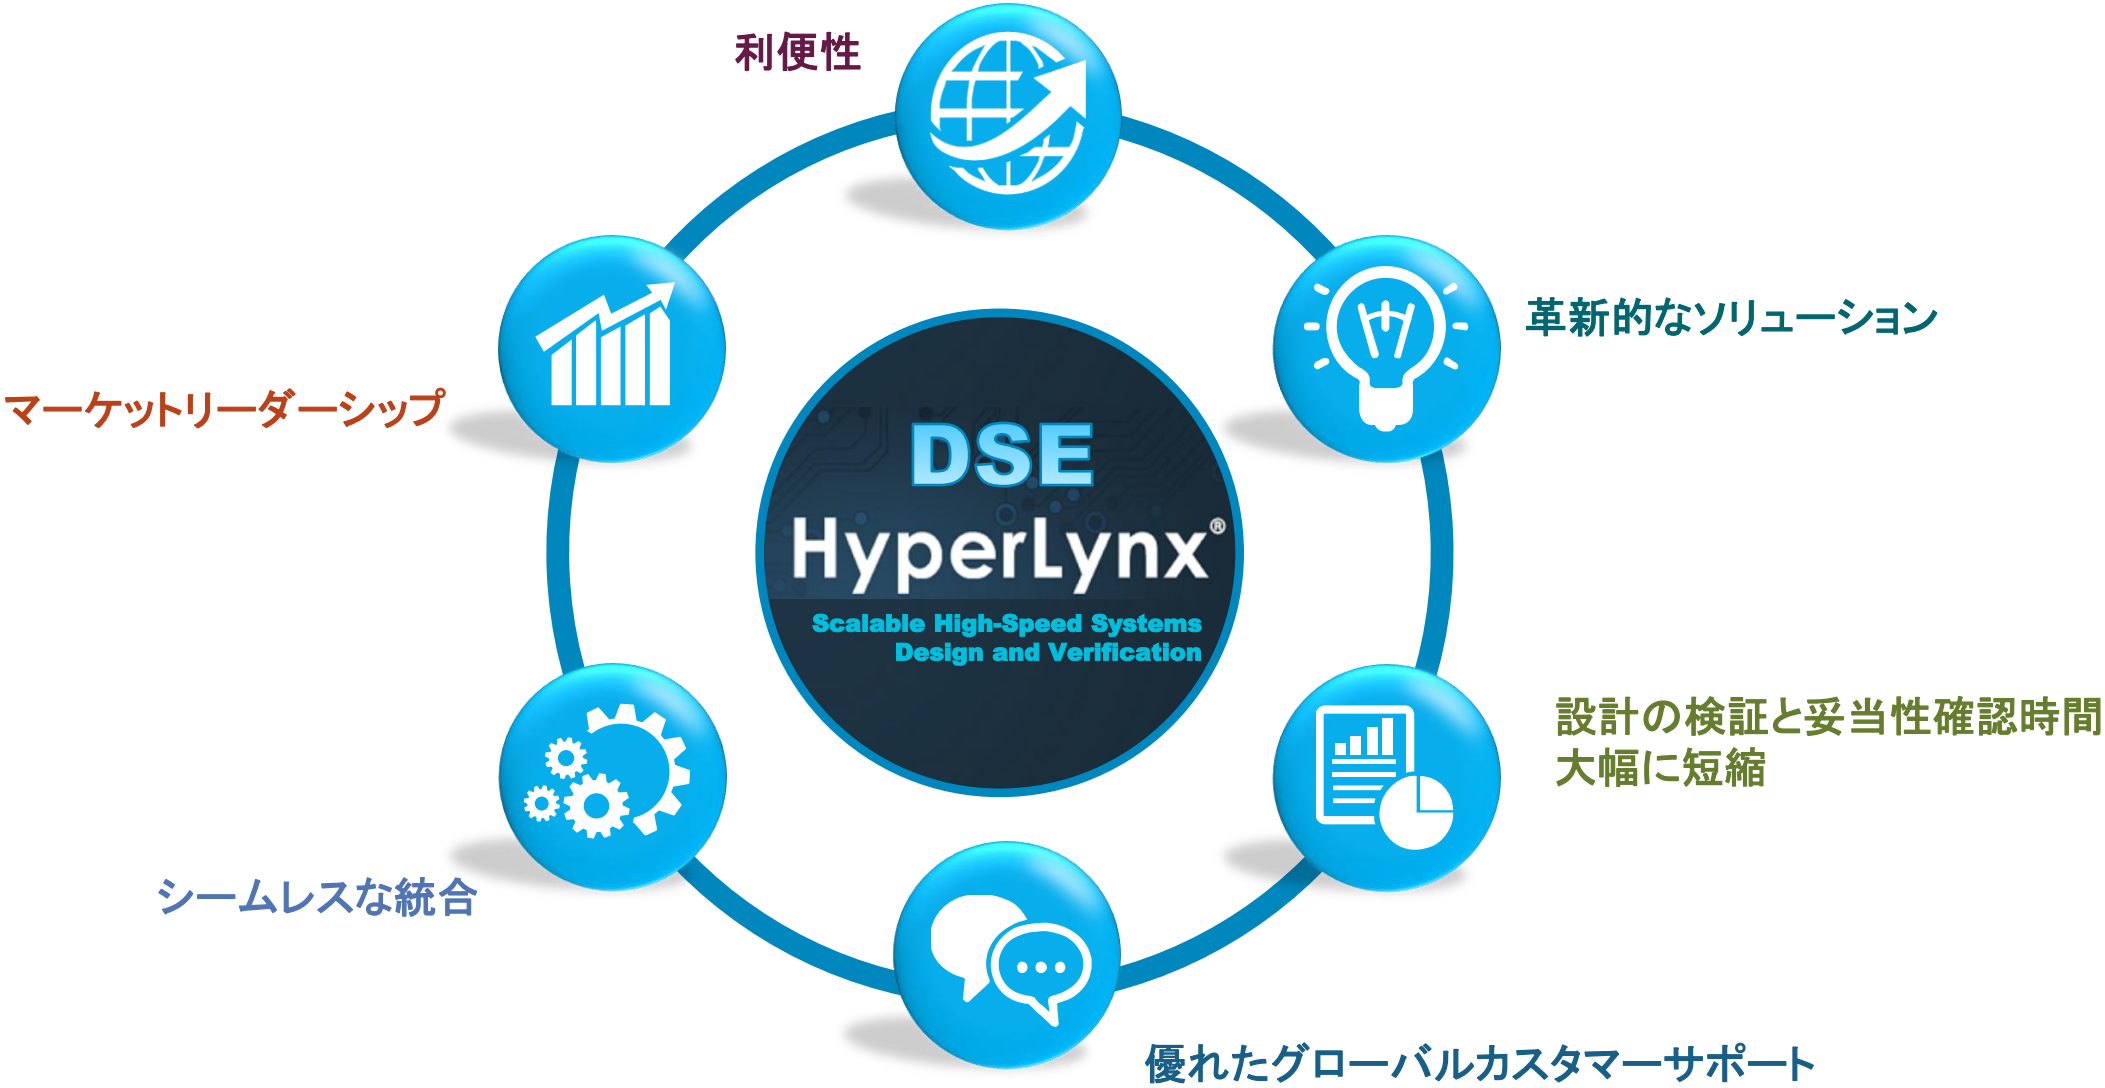 利便性
革新的なソリューション
マーケットリーダーシップ
DSE
HyperLynx®
Scalable High-Speed Systems
Design and Verification
設計の検証と妥当性確認時間
大幅に短縮
シームレスな統合
優れたグローバルカスタマーサポート